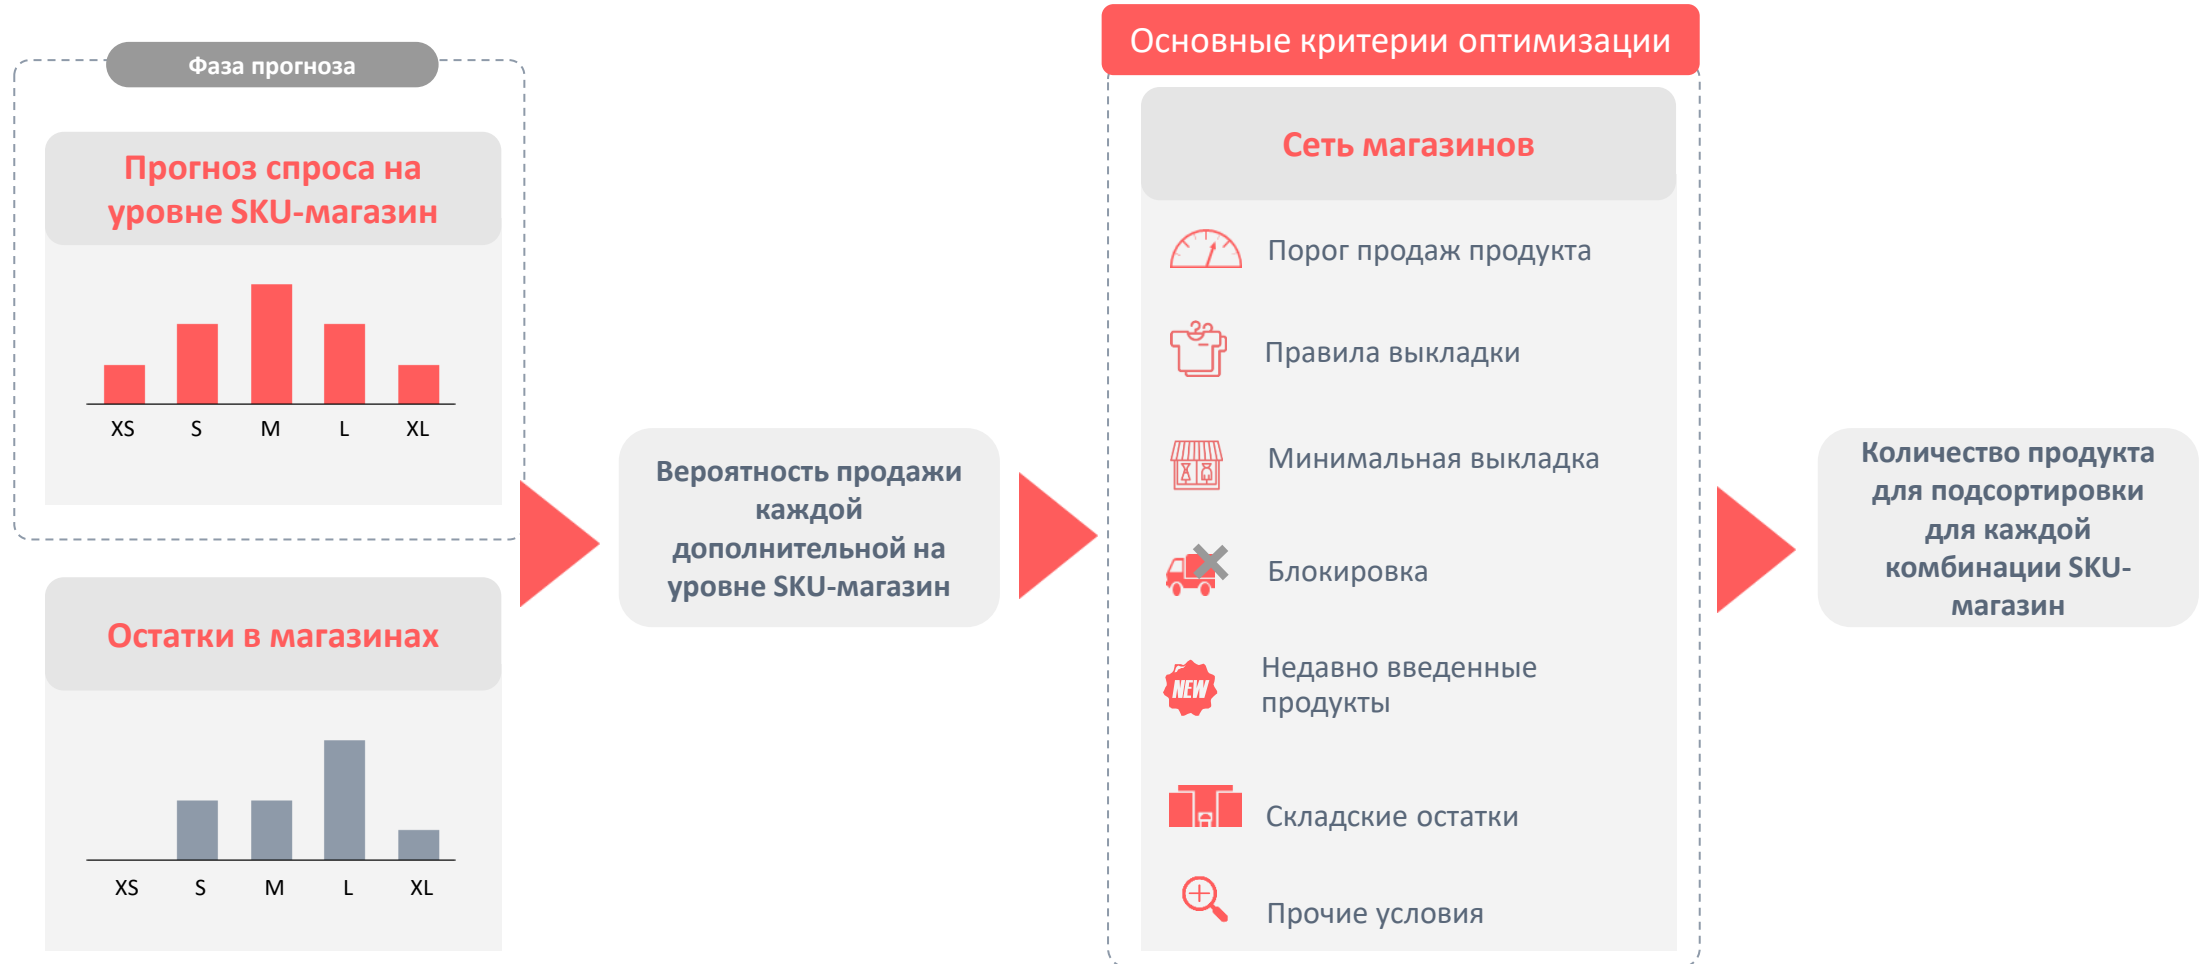 Фаза прогноза
Прогноз спроса на
уровне SKU-магазин
XS S M L XL
Остатки в магазинах
XS S M L XL
Вероятность продажи
каждой
дополнительной на
уровне SKU-магазин
Основные критерии оптимизации
Сеть магазинов
Порог продаж продукта
Правила выкладки
Минимальная выкладка
Блокировка
NEW
Недавно введенные
продукты
Складские остатки
Прочие условия
Количество продукта
для подсортировки
для каждой
комбинации SKU-
магазин